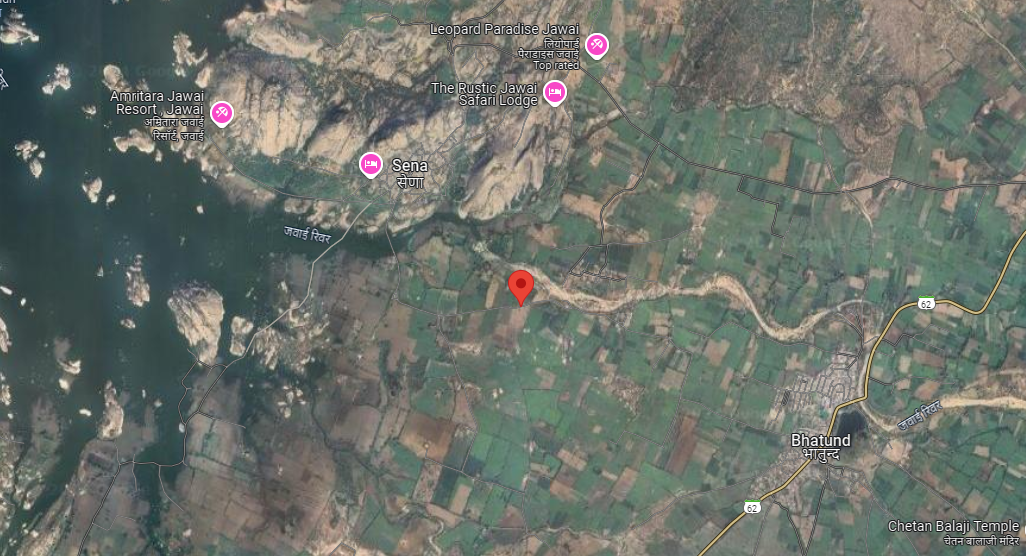 Leopard Paradise Jawai
लियोपार्ड
पैराडाइस जवाई
Top rated
The Rustic Jawai
Safari Lodge
Amritara Jawai
Resort , Jawai
अमृतारा जवाई
रिसॉर्ट, जवाई
Sena
सेणा
जवाई रिवर
62
जवाई रिवर
Bhatund
भातुन्द
62
Chetan Balaji Temple
चेतन बालाजी मंदिर